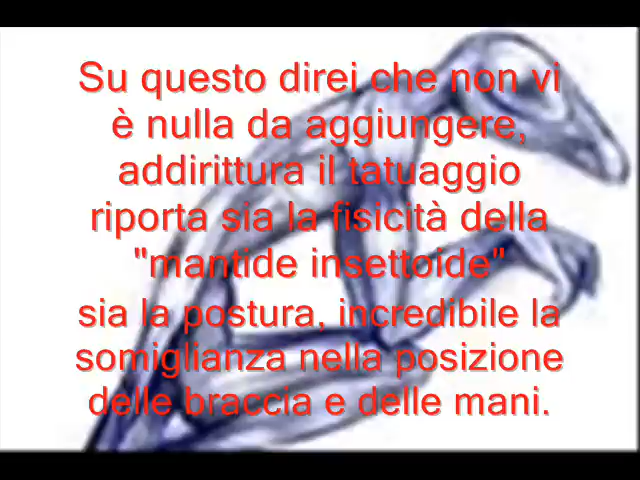 Su questo direi che non vi
è nulla da aggiungere,
addirittura il tatuaggio
riporta sia la fisicità della
"mantide insettoide"
sia la postura, incredibile la
somiglianza nella posizione
delle braccia e delle mani.